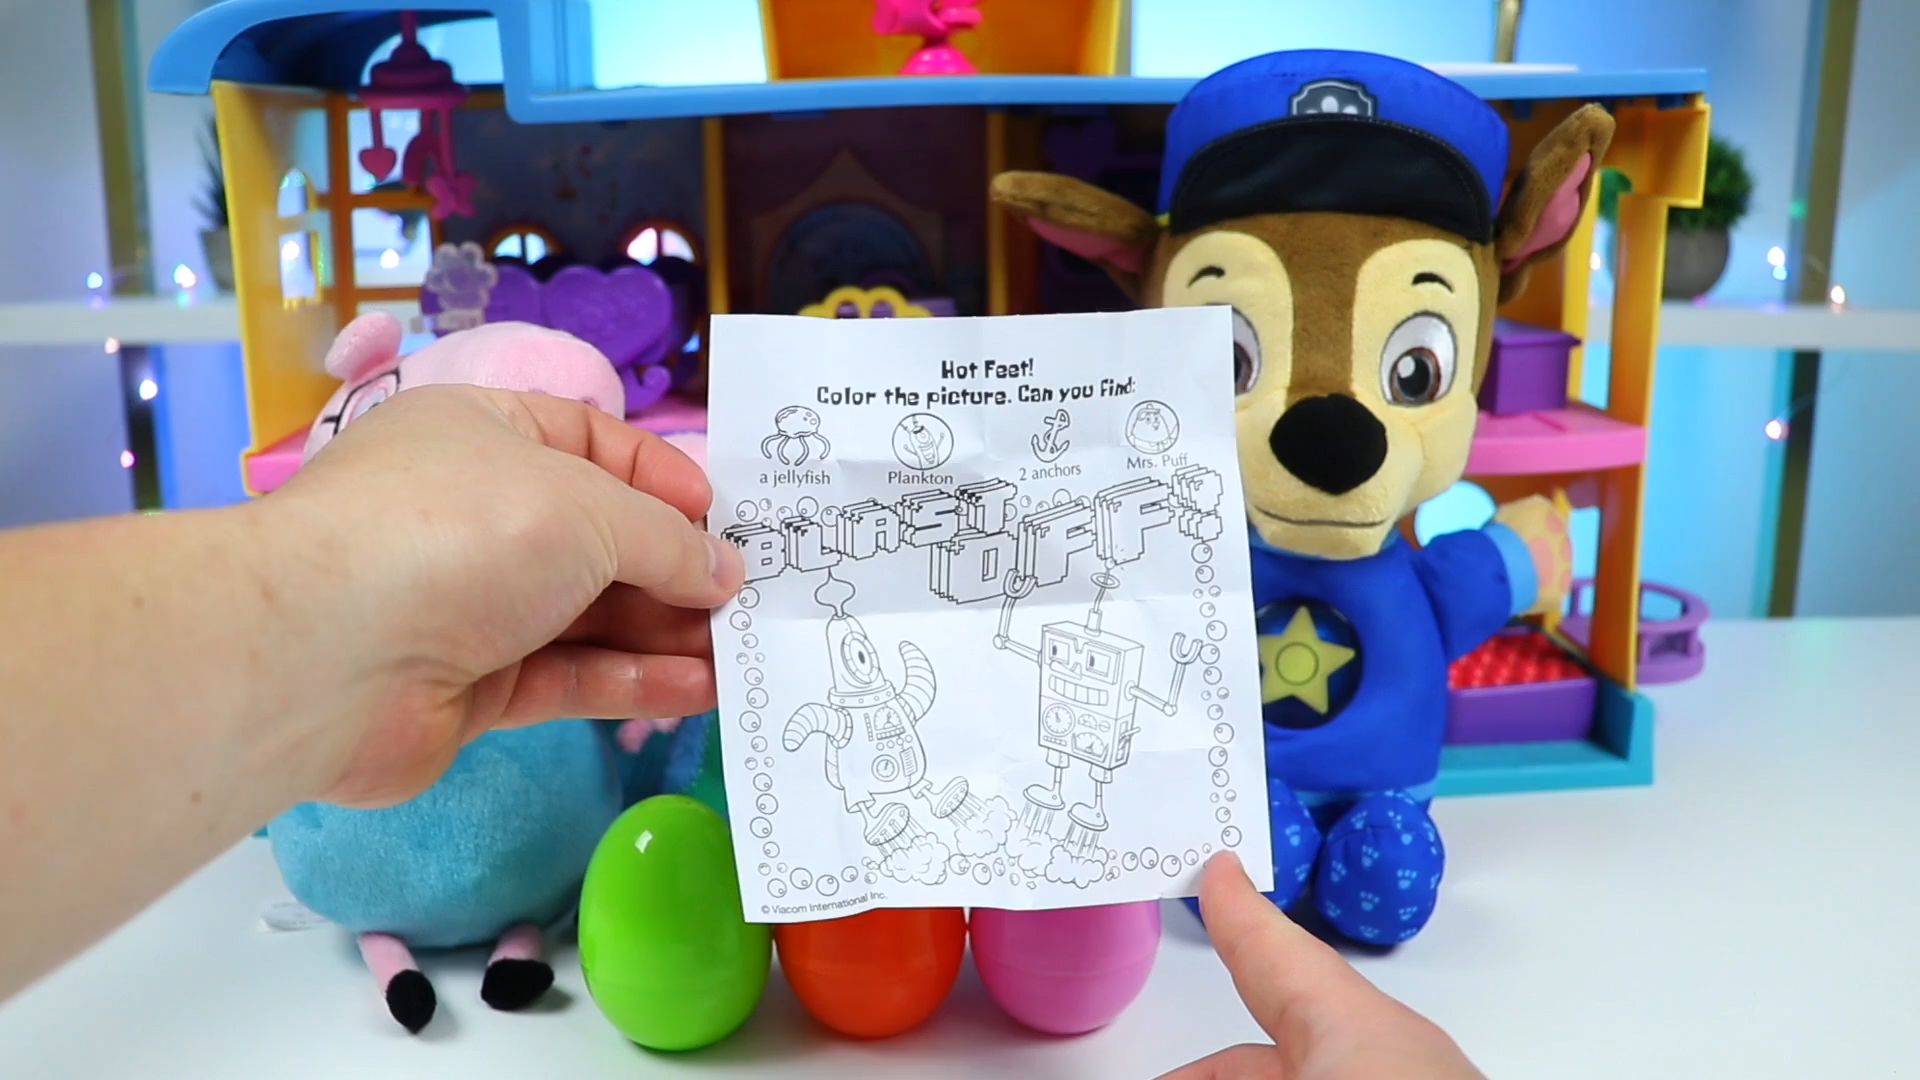 Hot Feet!
Color the picture. Can you find:
a jellyfish
Plankton
2 anchors
Mrs. Puff
BLAST
OFF!
© Viacom International Inc.